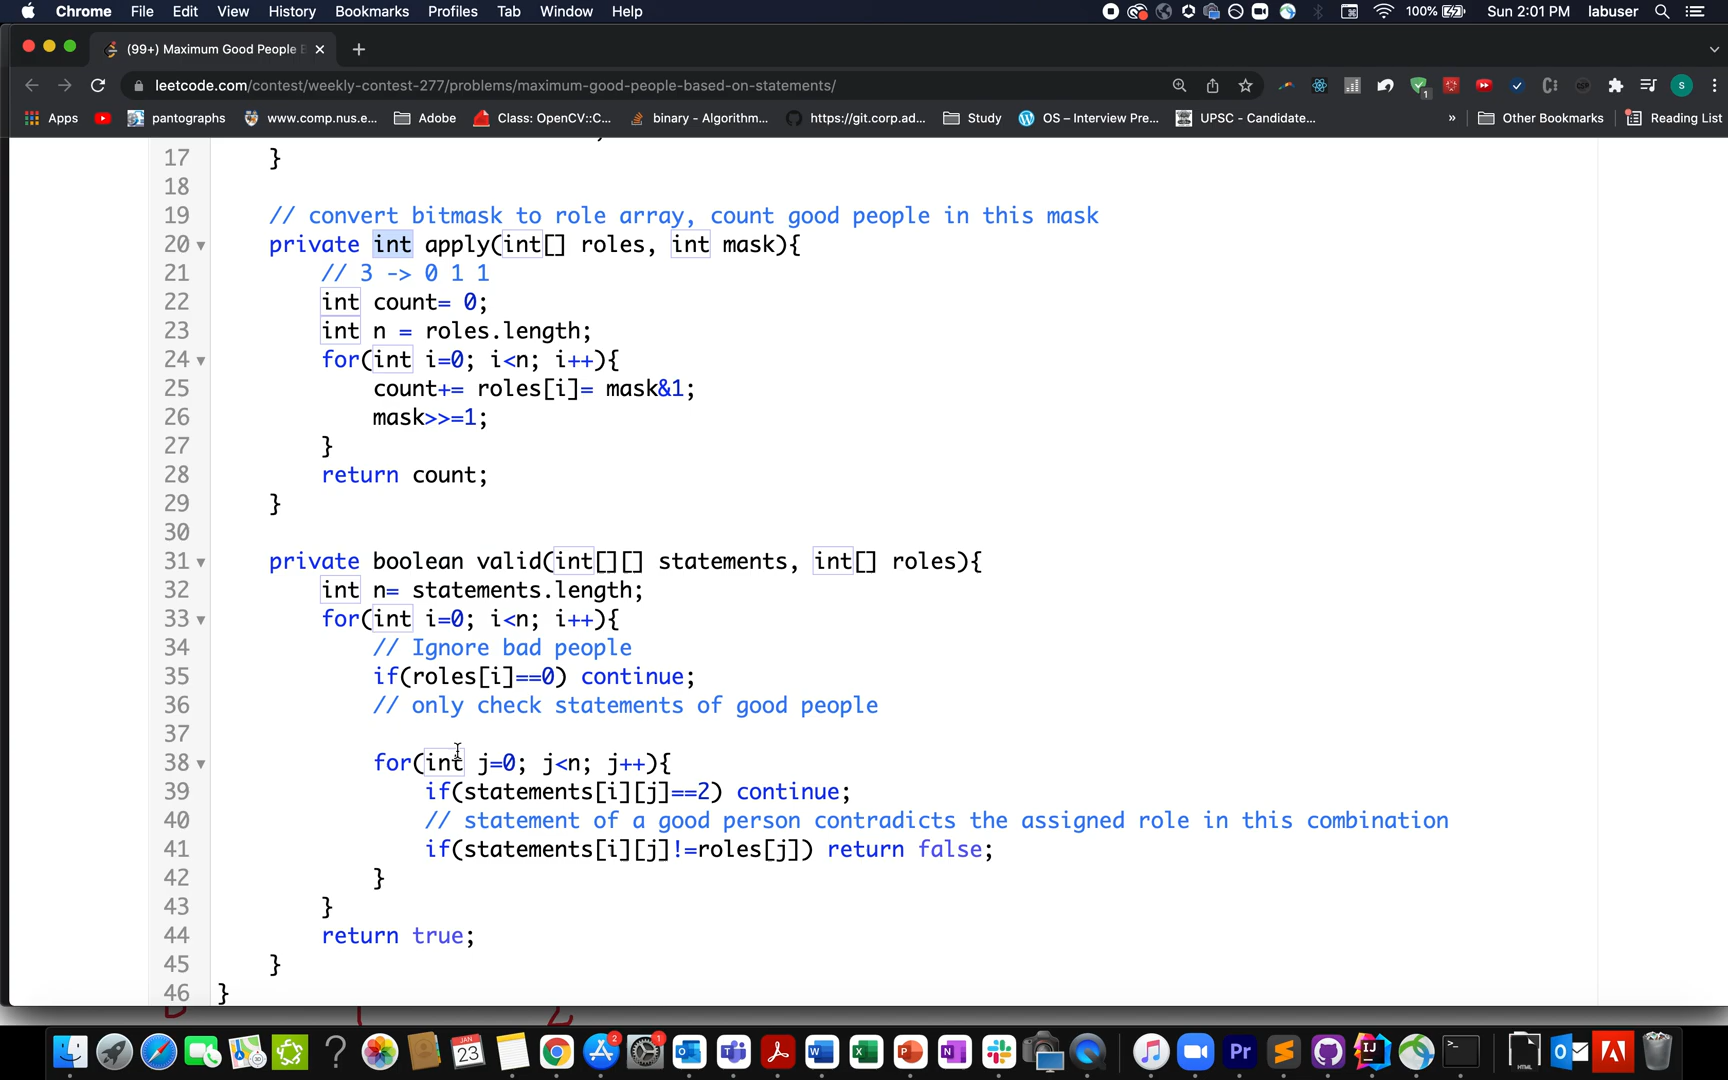 Chrome File Edit View History Bookmarks Profiles Tab Window Help 100% Sun 2:01 PM labuser
(99+) Maximum Good People
leetcode.com/contest/weekly-contest-277/problems/maximum-good-people-based-on-statements/
Apps pantographs www.comp.nus.e... Adobe Class: OpenCV::C... binary - Algorithm... https://git.corp.ad... Study OS – Interview Pre... UPSC - Candidate... » Other Bookmarks Reading List
17 }
18
19 // convert bitmask to role array, count good people in this mask
20 private int apply(int[] roles, int mask){
21 // 3 -> 0 1 1
22 int count= 0;
23 int n = roles.length;
24 for(int i=0; i<n; i++){
25 count+= roles[i]= mask&1;
26 mask>>=1;
27 }
28 return count;
29 }
30
31 private boolean valid(int[][] statements, int[] roles){
32 int n= statements.length;
33 for(int i=0; i<n; i++){
34 // Ignore bad people
35 if(roles[i]==0) continue;
36 // only check statements of good people
37
38 for(int j=0; j<n; j++){
39 if(statements[i][j]==2) continue;
40 // statement of a good person contradicts the assigned role in this combination
41 if(statements[i][j]!=roles[j]) return false;
42 }
43 }
44 return true;
45 }
46 }